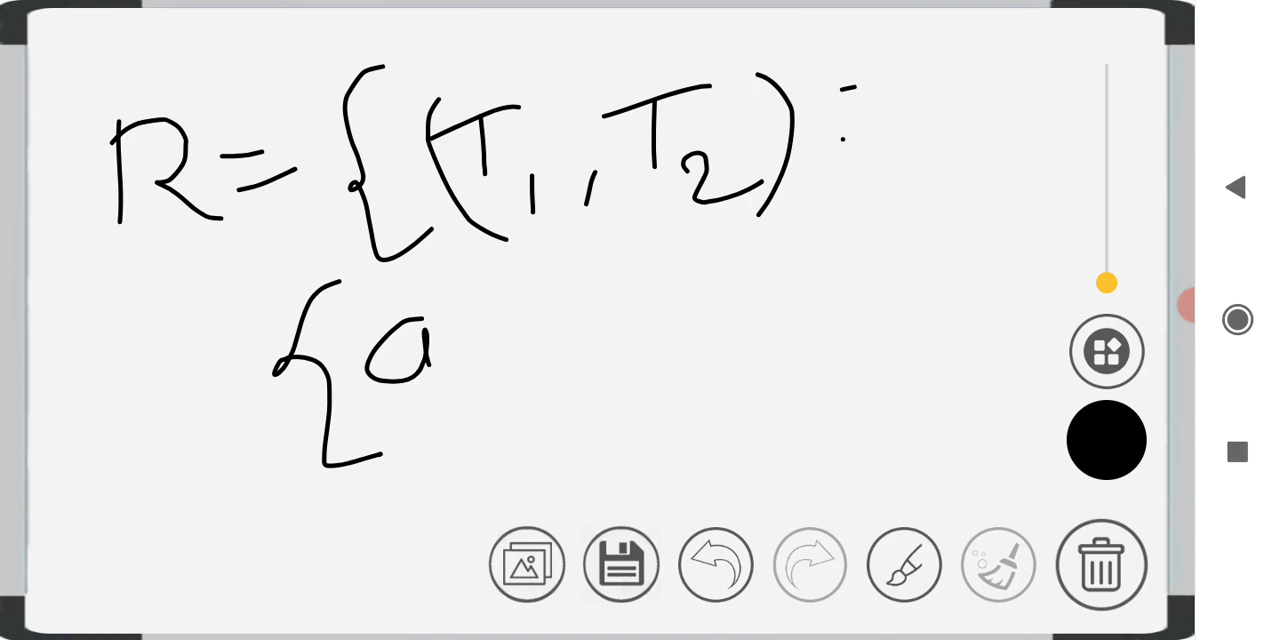 R = { (T1, T2) :
{ a